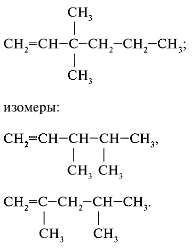 CH₃
|
CH₂=CH—C—CH₂—CH₂—CH₃;
|
CH₃
изомеры:
CH₂=CH—CH—CH—CH₃,
| |
CH₃ CH₃
CH₂=C—CH₂—CH—CH₃.
| |
CH₃ CH₃